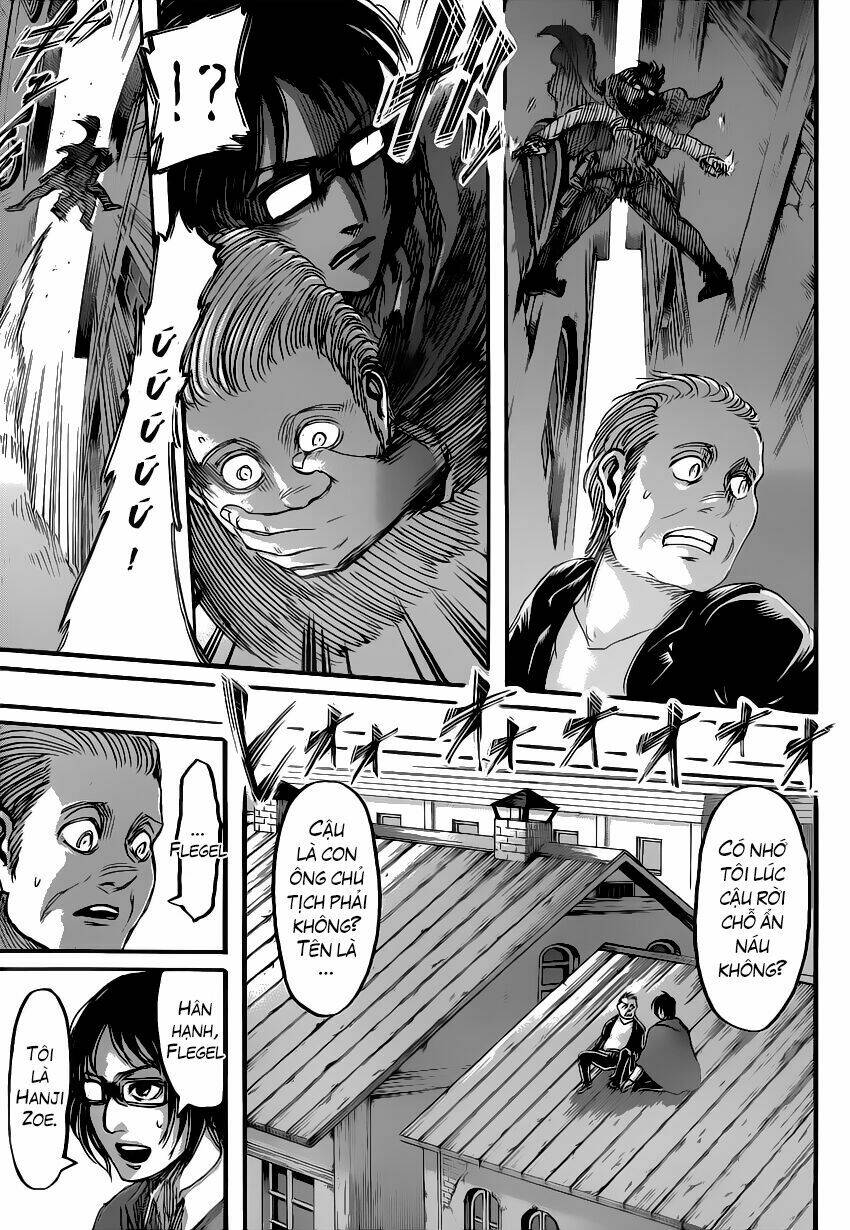 !?
Ứ
Ứ
Ứ
Ứ
Ứ
Ứ!
CÓ NHỚ
TÔI LÚC
CẬU RỜI
CHỖ ẨN
NÁU
KHÔNG?
CẬU
LÀ CON
ÔNG CHỦ
TỊCH PHẢI
KHÔNG?
TÊN LÀ
...
...
FLEGEL
HÂN
HẠNH,
FLEGEL
TÔI
LÀ
HANJI
ZOE.